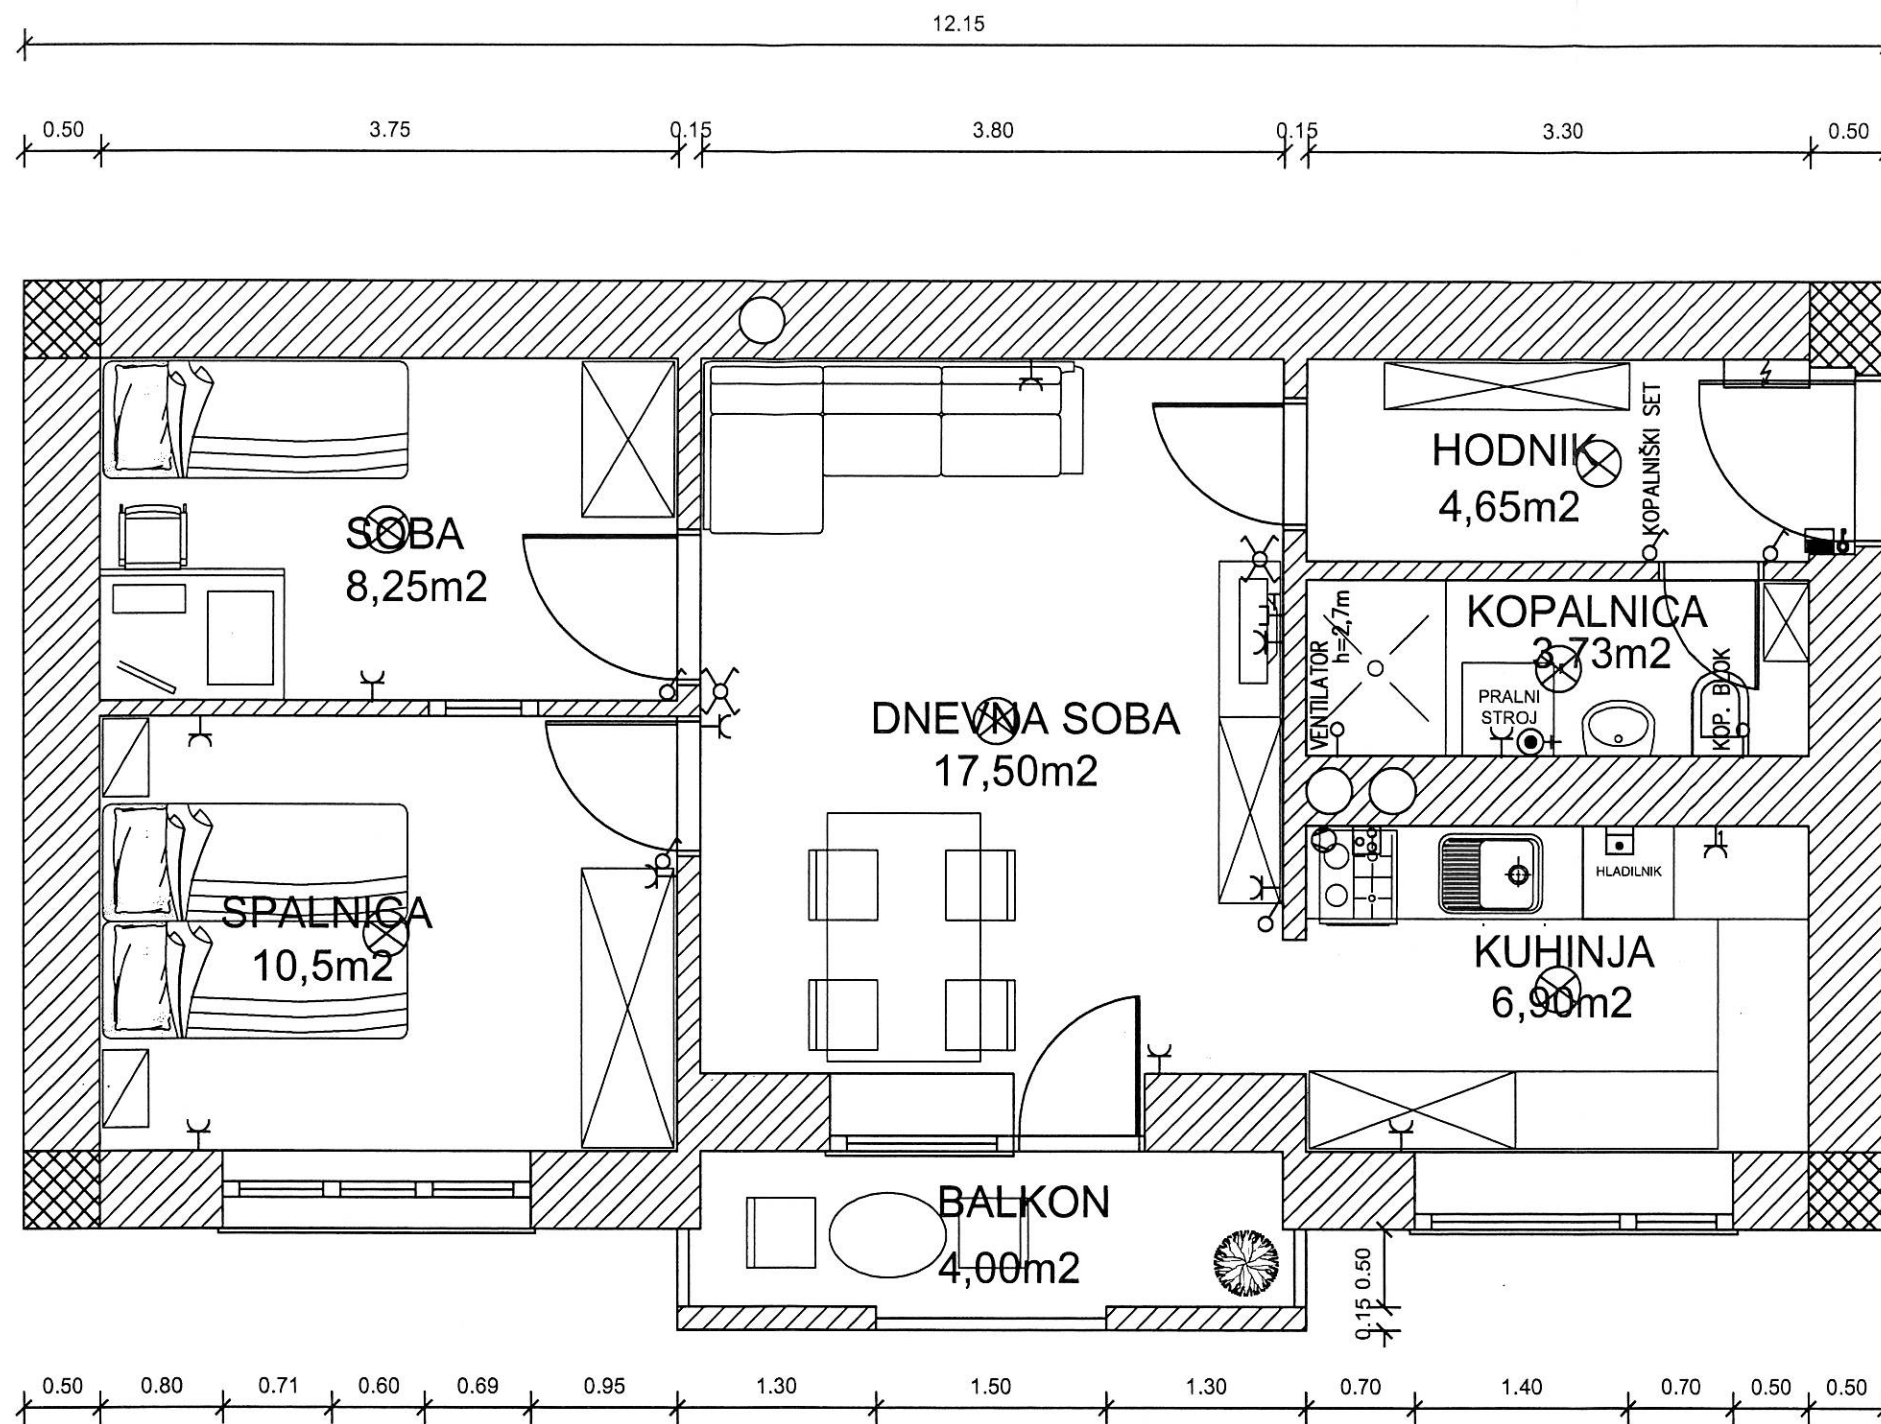 12.15
0.50 3.75 0.15 3.80 0.15 3.30 0.50
HODNIK
4,65m2
KOPALNIŠKI SET
SOBA
8,25m2
KOPALNICA
3,73m2
VENTILATOR
h=2,7m
PRALNI
STROJ
KOP. BLOK
DNEVNA SOBA
17,50m2
HLADILNIK
SPALNICA
10,5m2
KUHINJA
6,90m2
BALKON
4,00m2
0.15 0.50
0.50 0.80 0.71 0.60 0.69 0.95 1.30 1.50 1.30 0.70 1.40 0.70 0.50 0.50